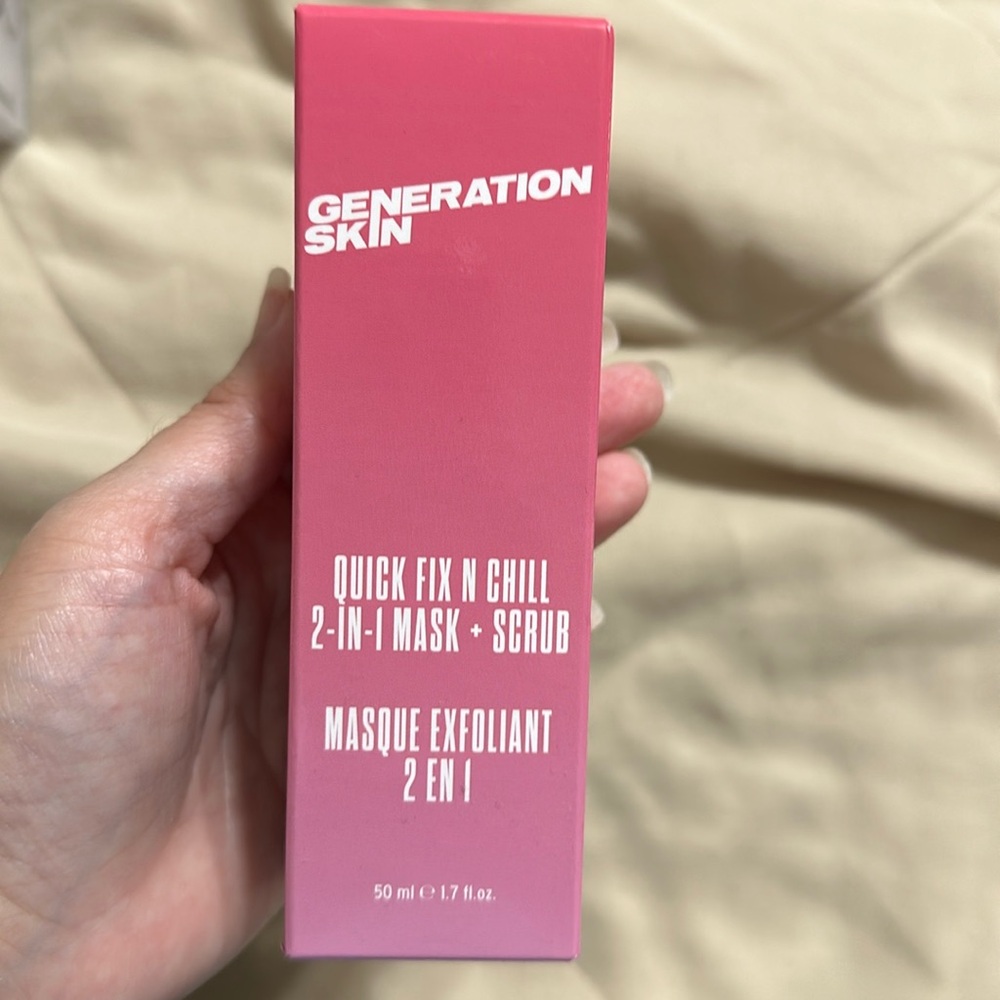 GENERATION
SKIN
QUICK FIX N CHILL
2-IN-1 MASK + SCRUB
MASQUE EXFOLIANT
2 EN 1
50 ml ℮ 1.7 fl.oz.